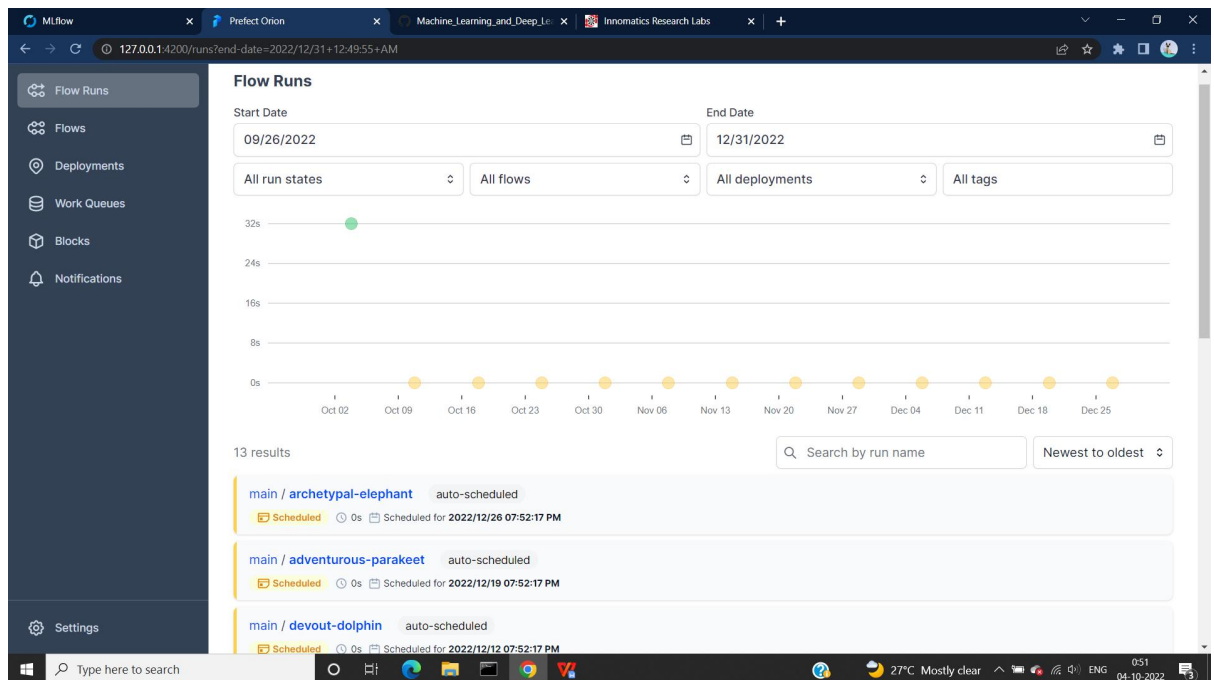 MLflow
Prefect Orion
Machine_Learning_and_Deep_Le
Innomatics Research Labs
127.0.0.1:4200/runs?end-date=2022/12/31+12:49:55+AM
Flow Runs
Flows
Deployments
Work Queues
Blocks
Notifications
Settings
Flow Runs
Start Date
End Date
09/26/2022
12/31/2022
All run states
All flows
All deployments
All tags
32s
24s
16s
8s
0s
Oct 02 Oct 09 Oct 16 Oct 23 Oct 30 Nov 06 Nov 13 Nov 20 Nov 27 Dec 04 Dec 11 Dec 18 Dec 25
13 results
Search by run name
Newest to oldest
main / archetypal-elephant auto-scheduled
Scheduled 0s Scheduled for 2022/12/26 07:52:17 PM
main / adventurous-parakeet auto-scheduled
Scheduled 0s Scheduled for 2022/12/19 07:52:17 PM
main / devout-dolphin auto-scheduled
Scheduled 0s Scheduled for 2022/12/12 07:52:17 PM
Type here to search
27°C Mostly clear
ENG
0:51
04-10-2022
3